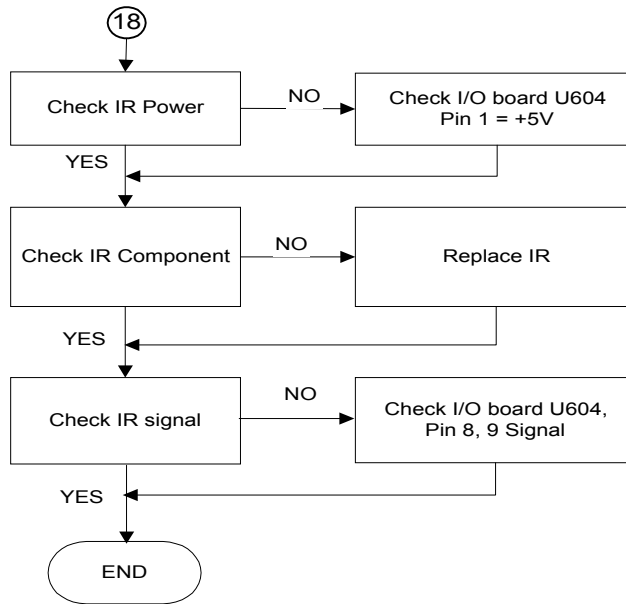 18
Check IR Power
NO
Check I/O board U604
Pin 1 = +5V
YES
Check IR Component
NO
Replace IR
YES
Check IR signal
NO
Check I/O board U604,
Pin 8, 9 Signal
YES
END